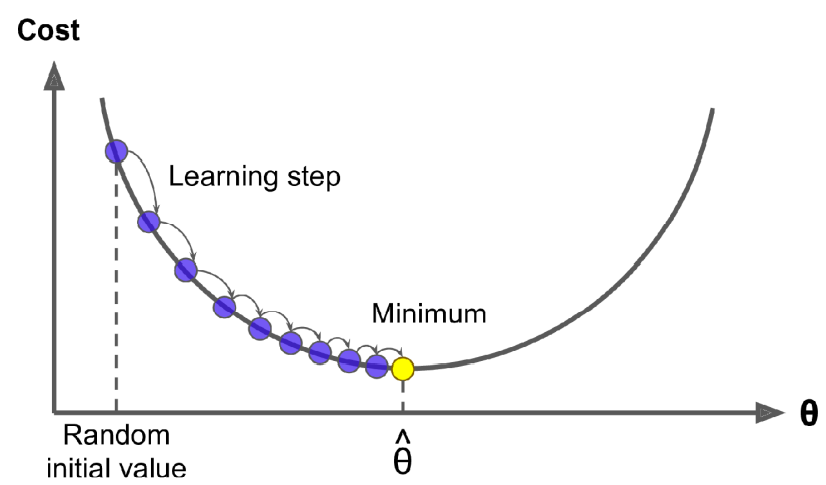 Cost
Learning step
Minimum
θ
Random
initial value
θ̂